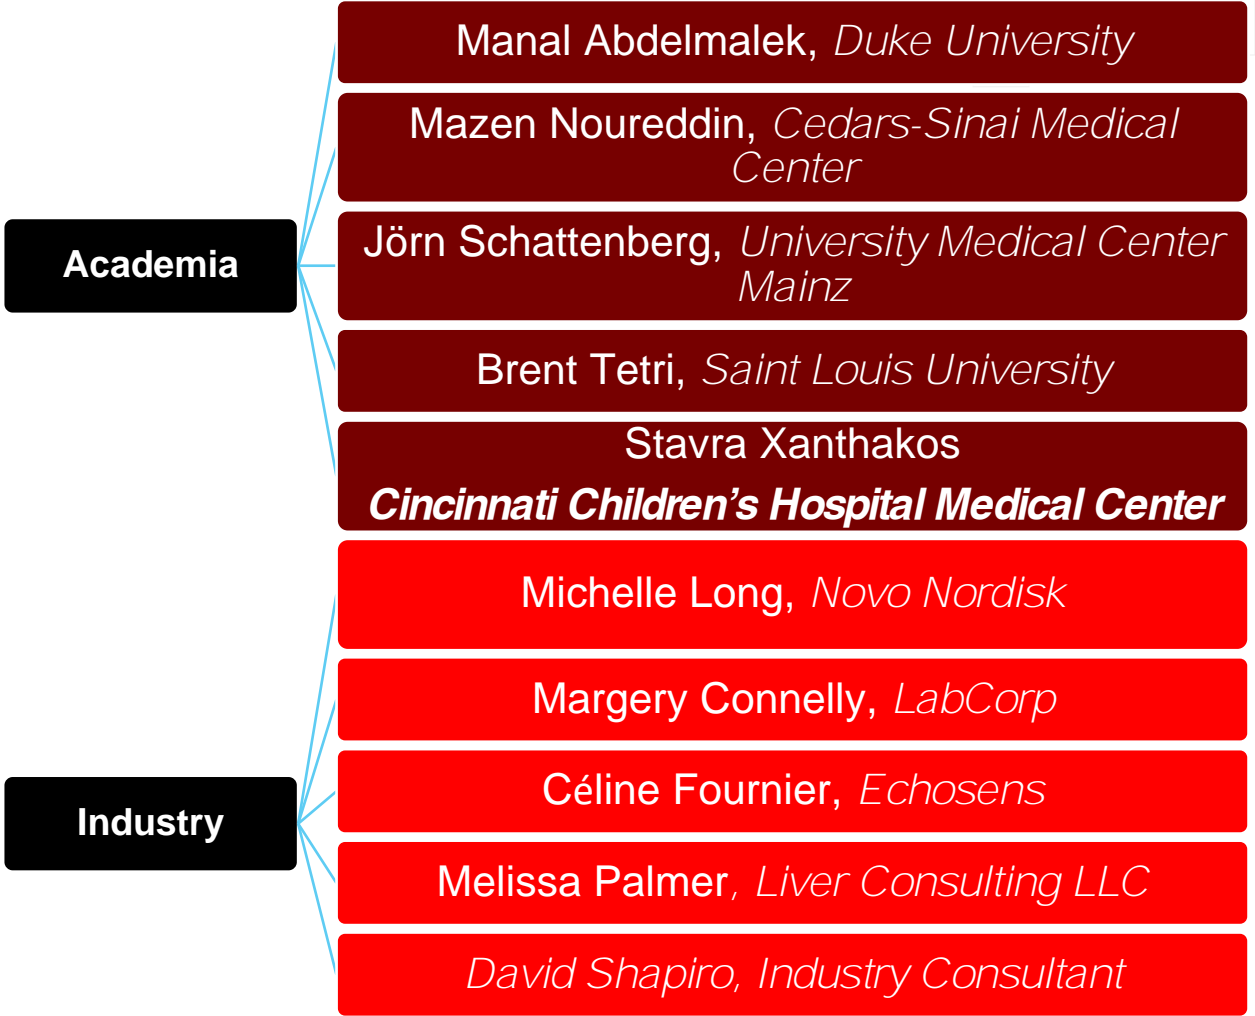 Academia
Manal Abdelmalek, Duke University
Mazen Noureddin, Cedars-Sinai Medical
Center
Jörn Schattenberg, University Medical Center
Mainz
Brent Tetri, Saint Louis University
Stavra Xanthakos
Cincinnati Children’s Hospital Medical Center
Industry
Michelle Long, Novo Nordisk
Margery Connelly, LabCorp
Céline Fournier, Echosens
Melissa Palmer, Liver Consulting LLC
David Shapiro, Industry Consultant